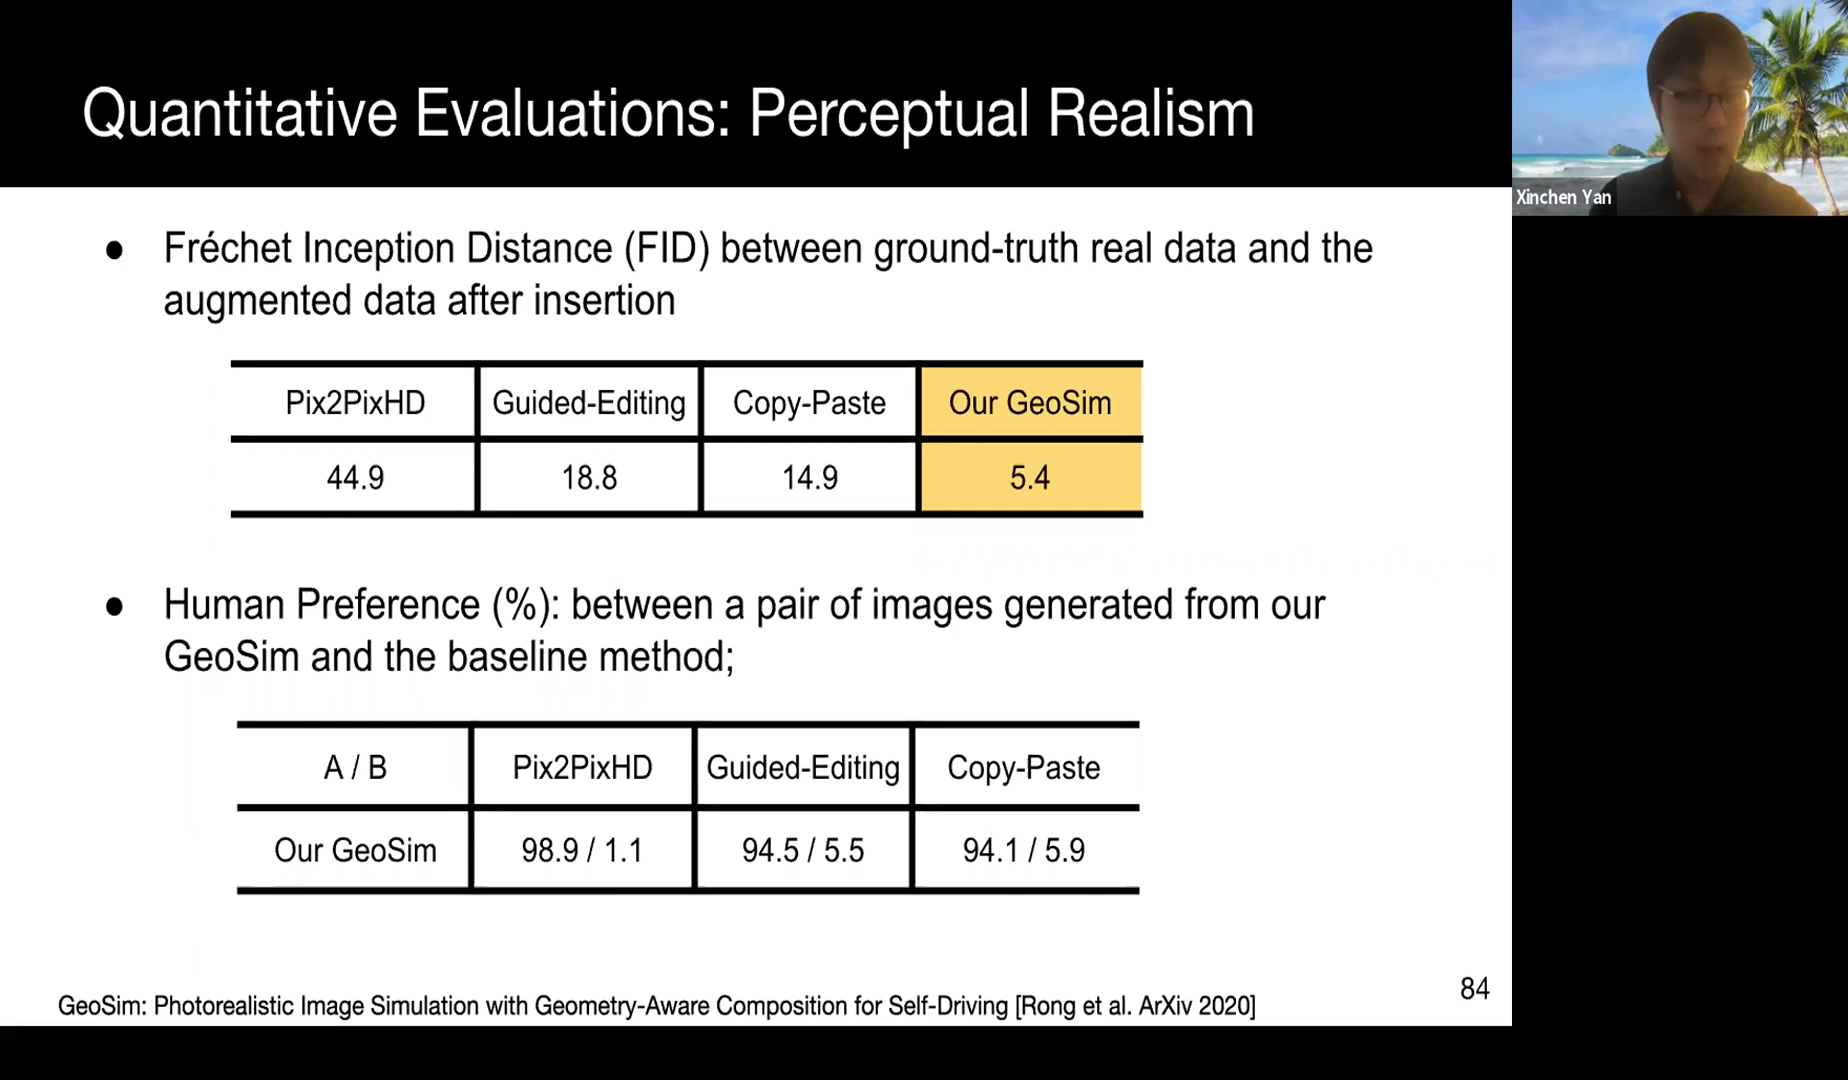 Quantitative Evaluations: Perceptual Realism
Xinchen Yan
● Fréchet Inception Distance (FID) between ground-truth real data and the
augmented data after insertion
Pix2PixHD Guided-Editing Copy-Paste Our GeoSim
44.9 18.8 14.9 5.4
● Human Preference (%): between a pair of images generated from our
GeoSim and the baseline method;
A / B Pix2PixHD Guided-Editing Copy-Paste
Our GeoSim 98.9 / 1.1 94.5 / 5.5 94.1 / 5.9
84
GeoSim: Photorealistic Image Simulation with Geometry-Aware Composition for Self-Driving [Rong et al. ArXiv 2020]